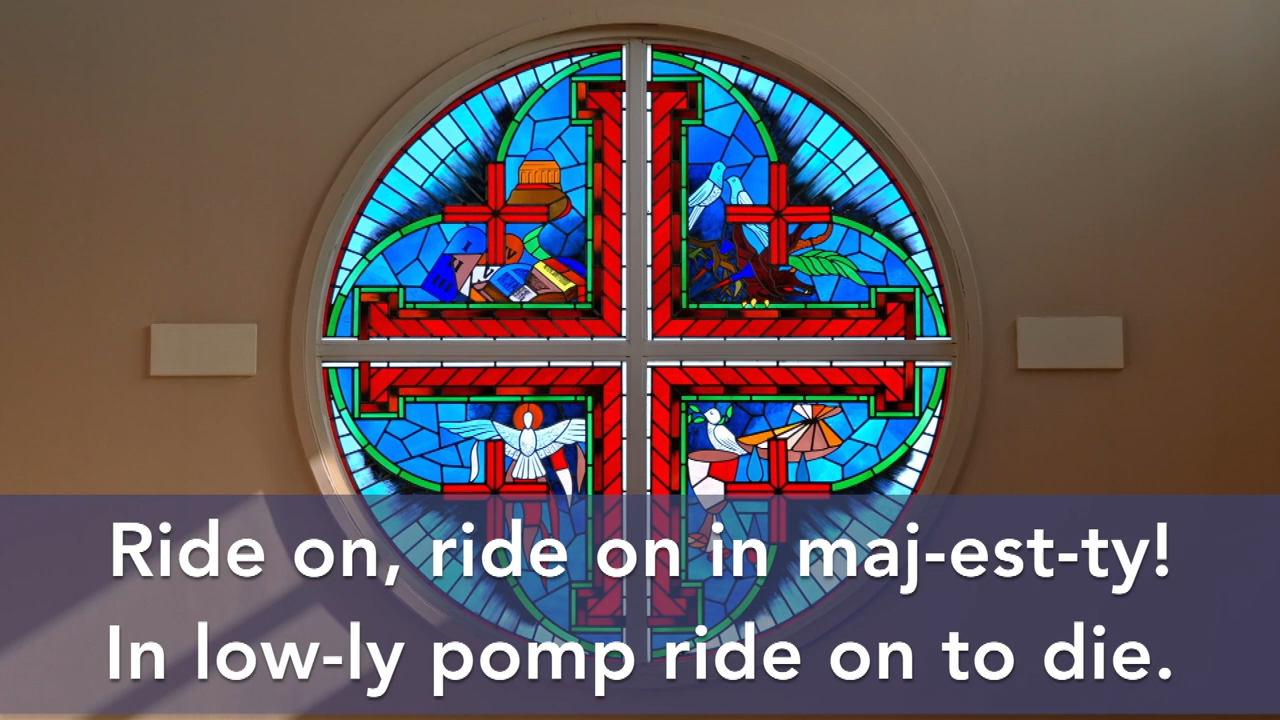 Ride on, ride on in maj-est-ty!
In low-ly pomp ride on to die.